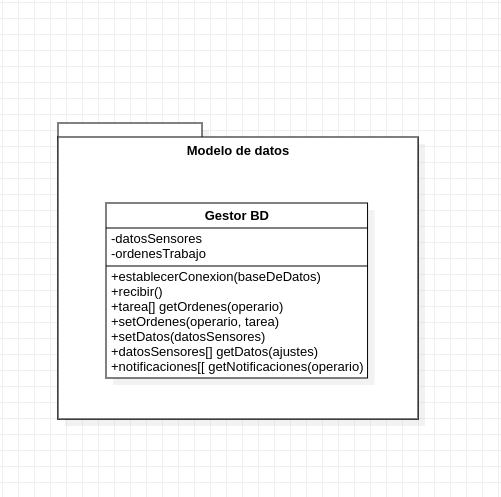 Modelo de datos
Gestor BD
-datosSensores
-ordenesTrabajo
+establecerConexion(baseDeDatos)
+recibir()
+tarea[] getOrdenes(operario)
+setOrdenes(operario, tarea)
+setDatos(datosSensores)
+datosSensores[] getDatos(ajustes)
+notificaciones[[ getNotificaciones(operario)